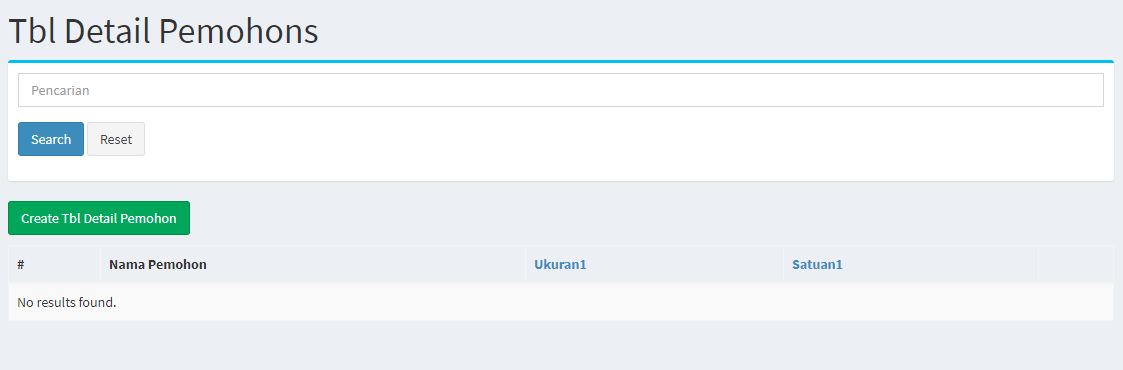 Tbl Detail Pemohons
Pencarian
Search Reset
Create Tbl Detail Pemohon
# Nama Pemohon Ukuran1 Satuan1
No results found.